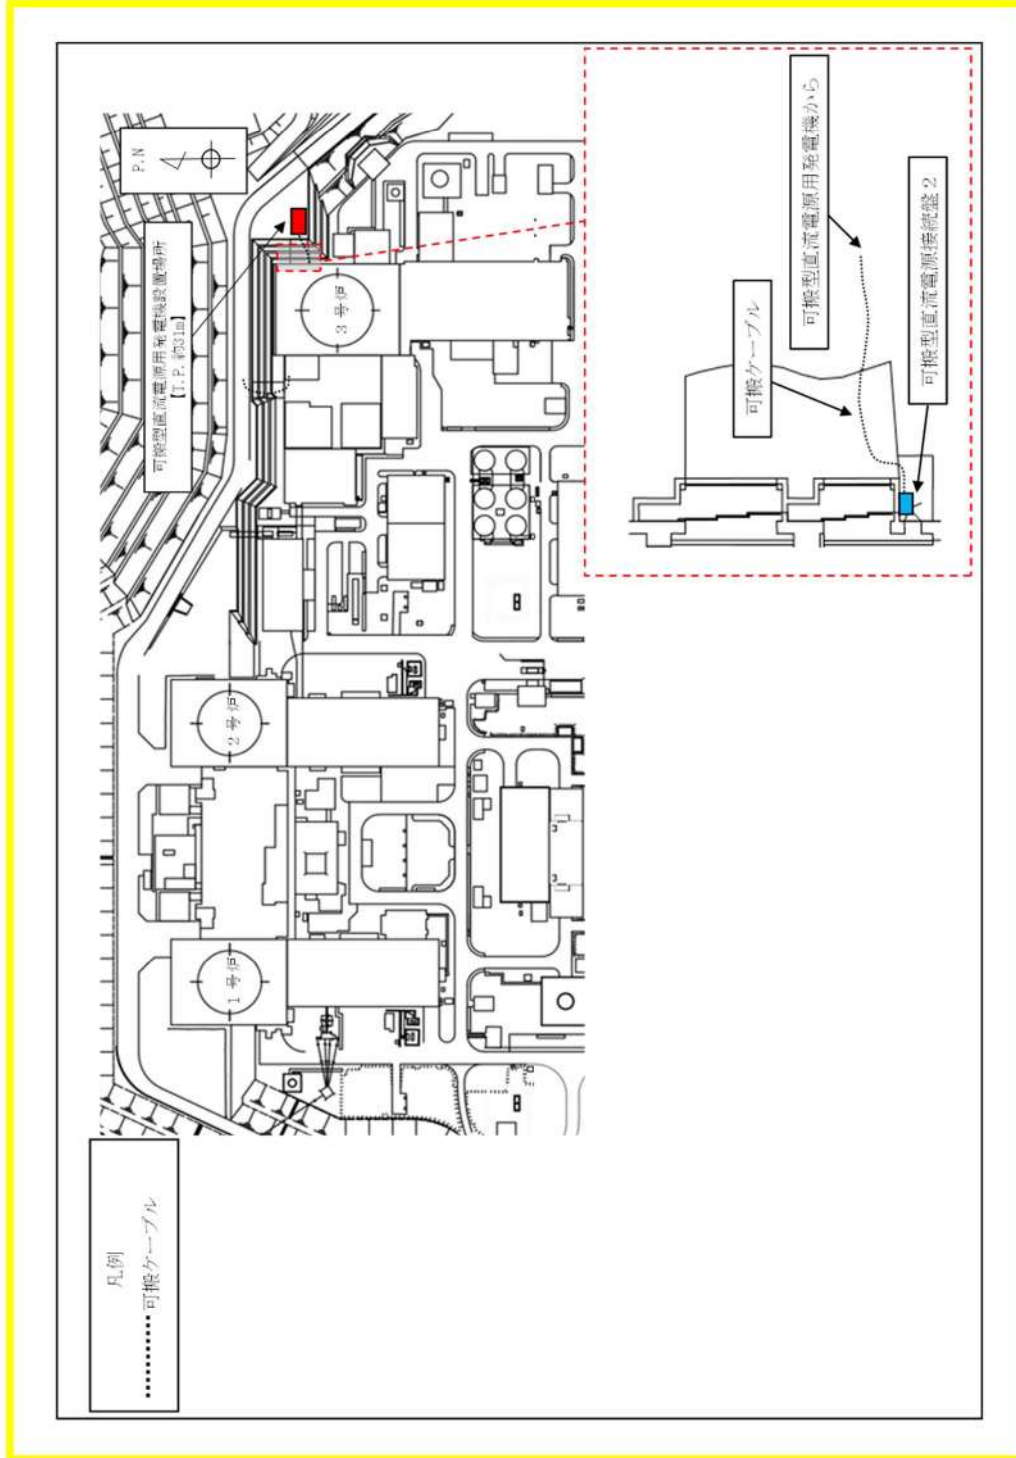 凡例
可搬ケーブル
P.N
可搬型直流電源用発電機設置場所
【T.P.約31m】
1号炉
2号炉
3号炉
可搬ケーブル
可搬型直流電源用発電機から
可搬型直流電源接続盤2